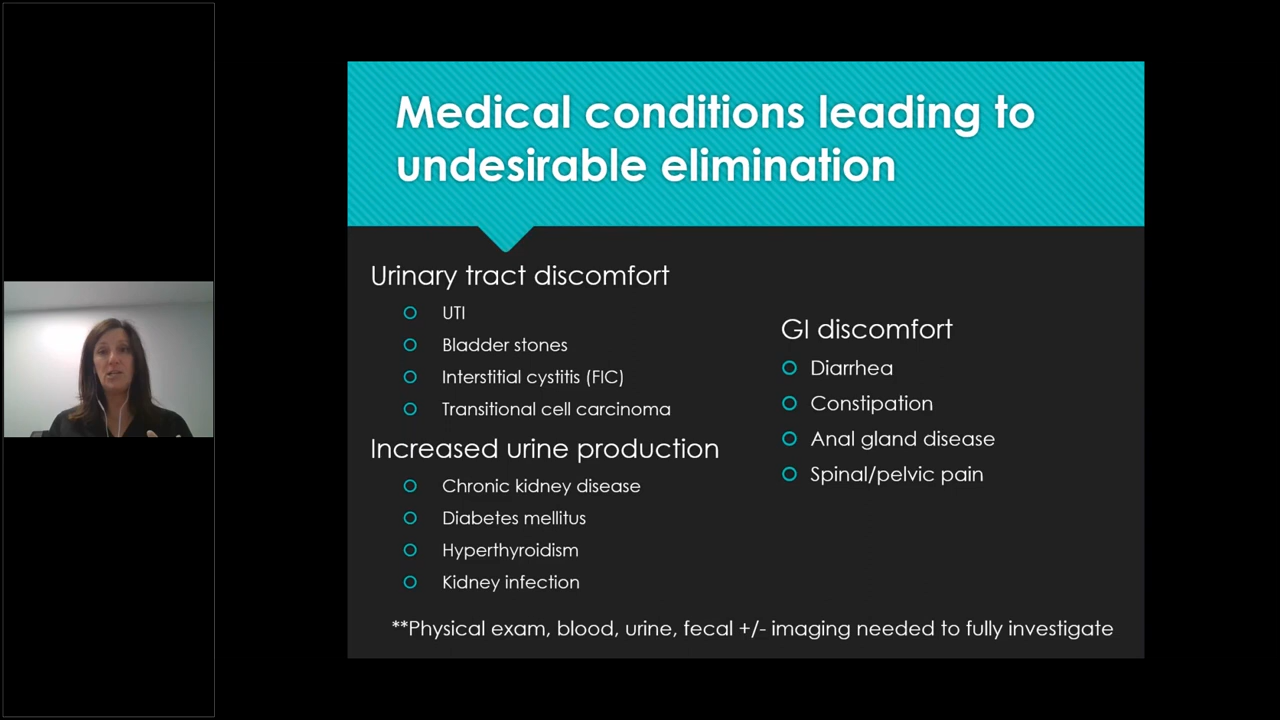 Medical conditions leading to
undesirable elimination
Urinary tract discomfort
UTI
Bladder stones
Interstitial cystitis (FIC)
Transitional cell carcinoma
Increased urine production
Chronic kidney disease
Diabetes mellitus
Hyperthyroidism
Kidney infection
GI discomfort
Diarrhea
Constipation
Anal gland disease
Spinal/pelvic pain
**Physical exam, blood, urine, fecal +/- imaging needed to fully investigate